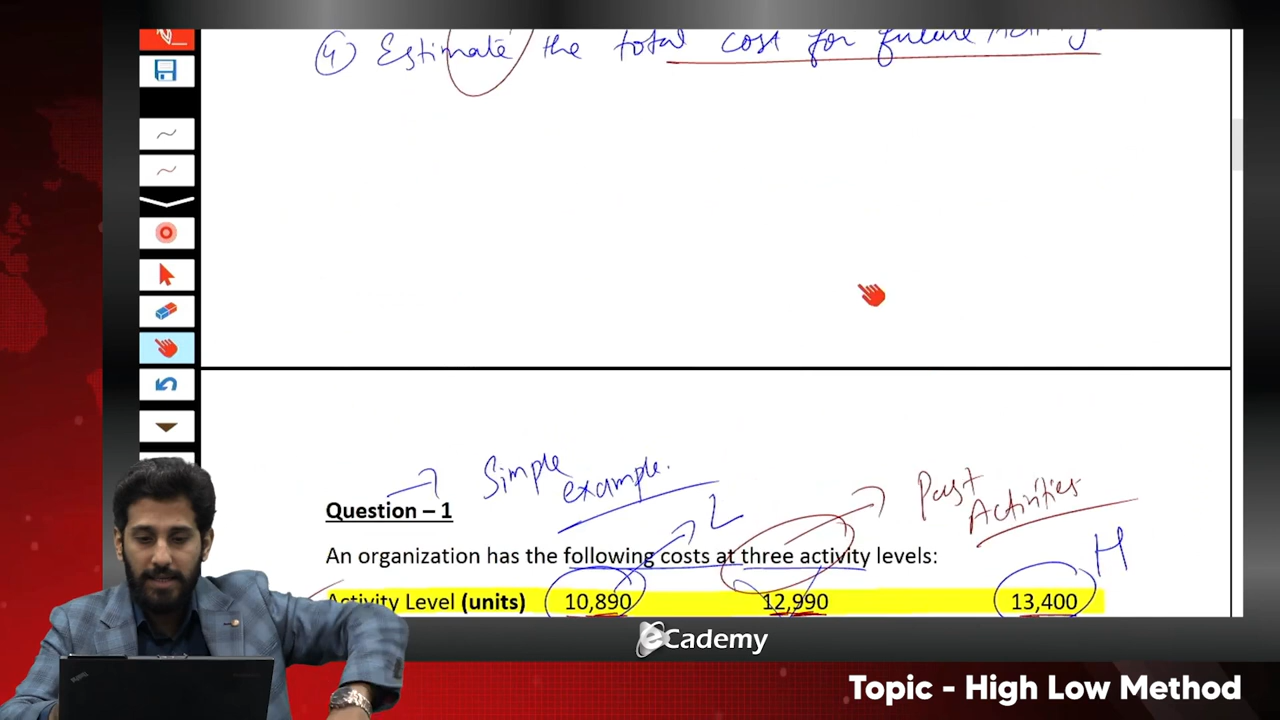 ④ Estimate the total cost for future
Simple
example.
L
Past
Activities
H
Question – 1
An organization has the following costs at three activity levels:
Activity Level (units) 10,890 12,990 13,400
eCademy
Topic - High Low Method